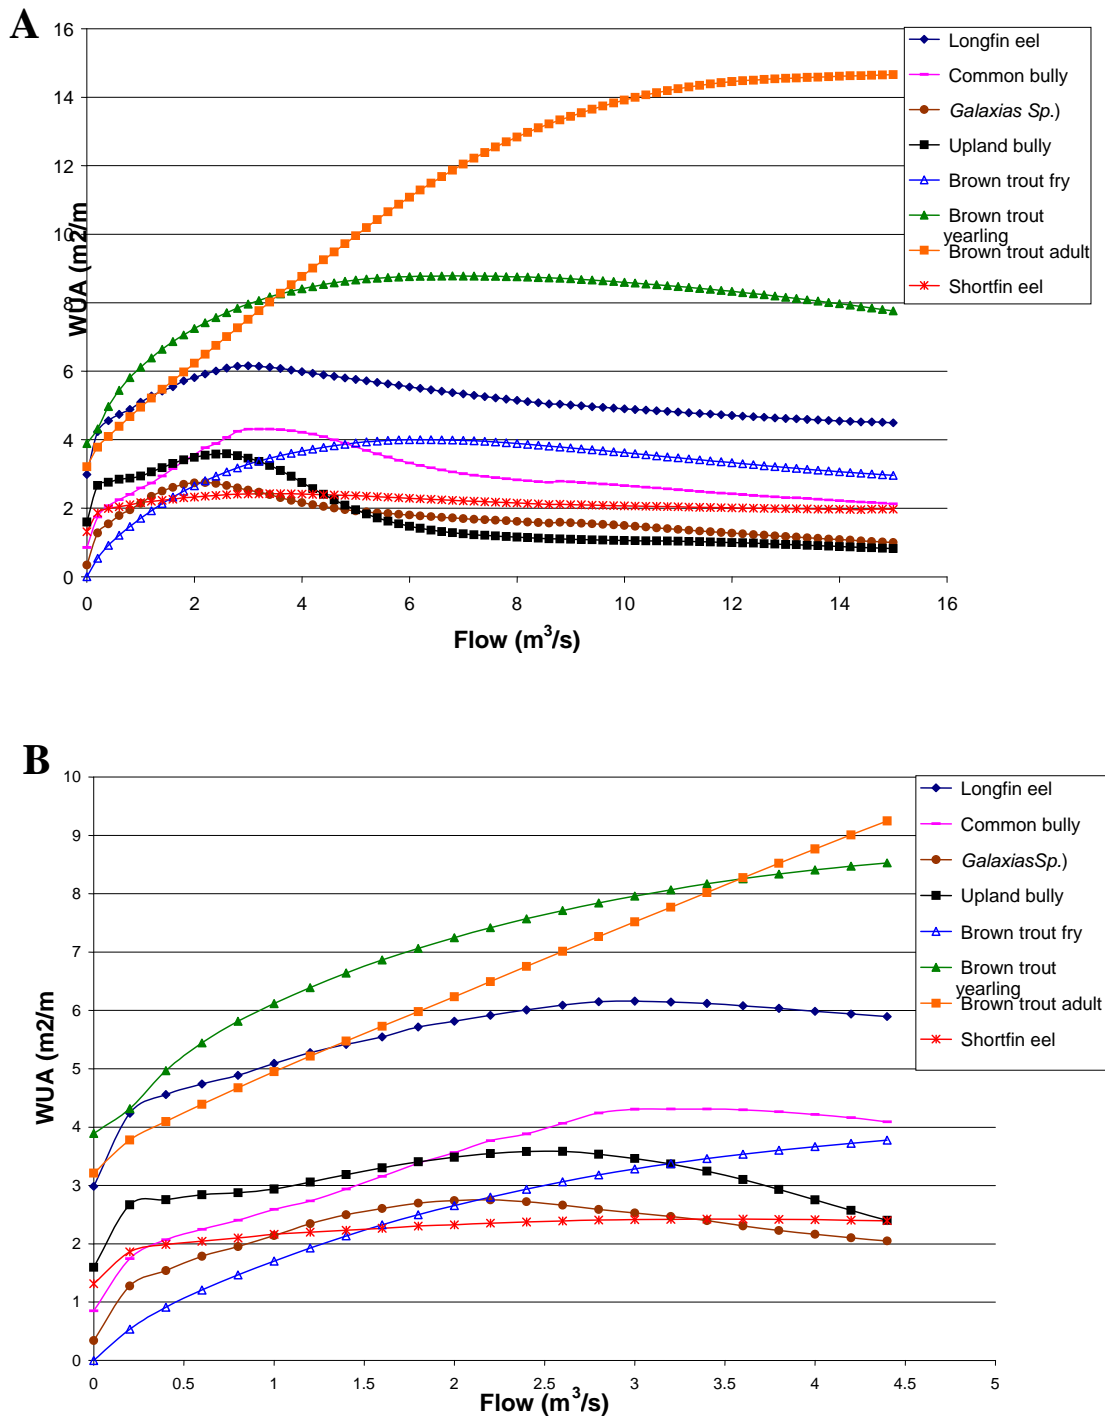 A
16
14
12
10
8
6
4
2
0
WUA (m2/m
0 2 4 6 8 10 12 14 16
Flow (m³/s)
Longfin eel
Common bully
Galaxias Sp.)
Upland bully
Brown trout fry
Brown trout
yearling
Brown trout adult
Shortfin eel
B
10
9
8
7
6
5
4
3
2
1
0
WUA (m2/m
0 0.5 1 1.5 2 2.5 3 3.5 4 4.5 5
Flow (m³/s)
Longfin eel
Common bully
GalaxiasSp.)
Upland bully
Brown trout fry
Brown trout
yearling
Brown trout adult
Shortfin eel